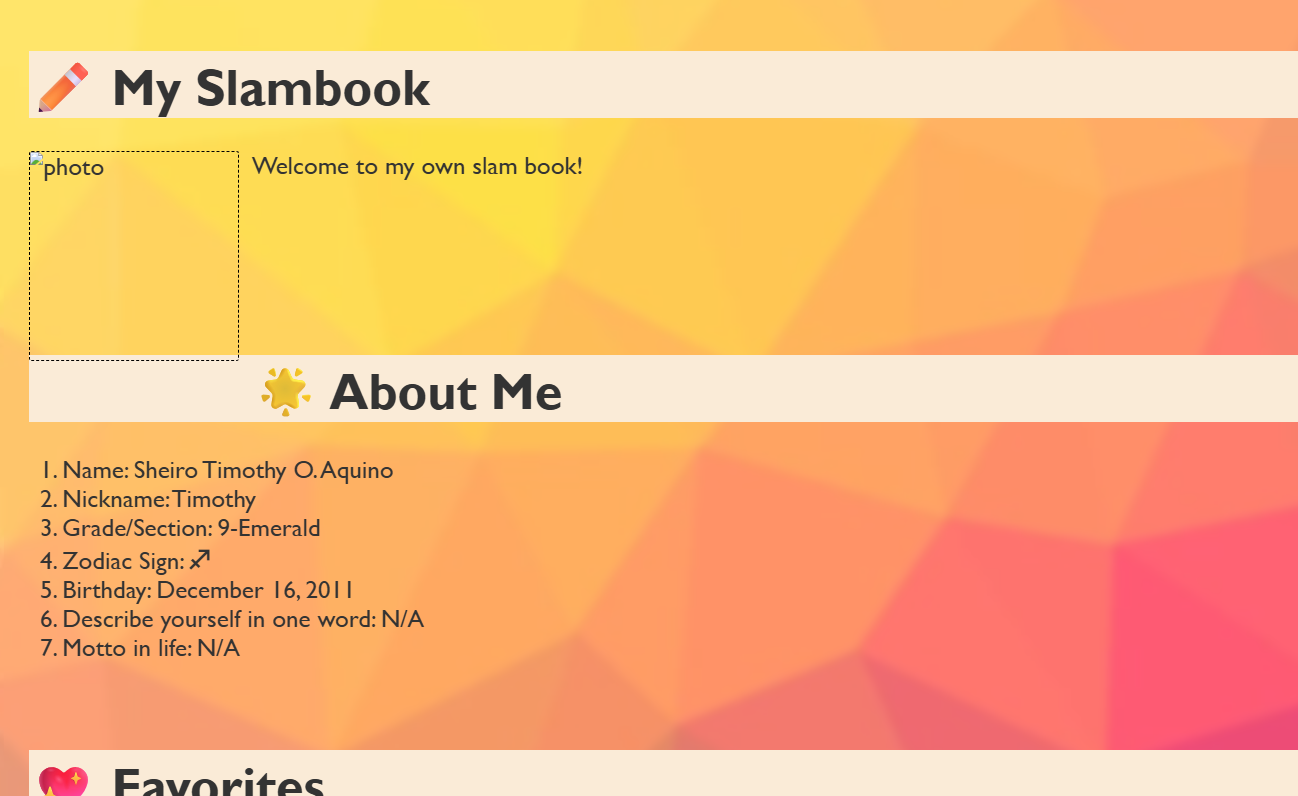 My Slambook
photo
Welcome to my own slam book!
About Me
1. Name: Sheiro Timothy O. Aquino
2. Nickname: Timothy
3. Grade/Section: 9-Emerald
4. Zodiac Sign: ♐
5. Birthday: December 16, 2011
6. Describe yourself in one word: N/A
7. Motto in life: N/A
Favorites